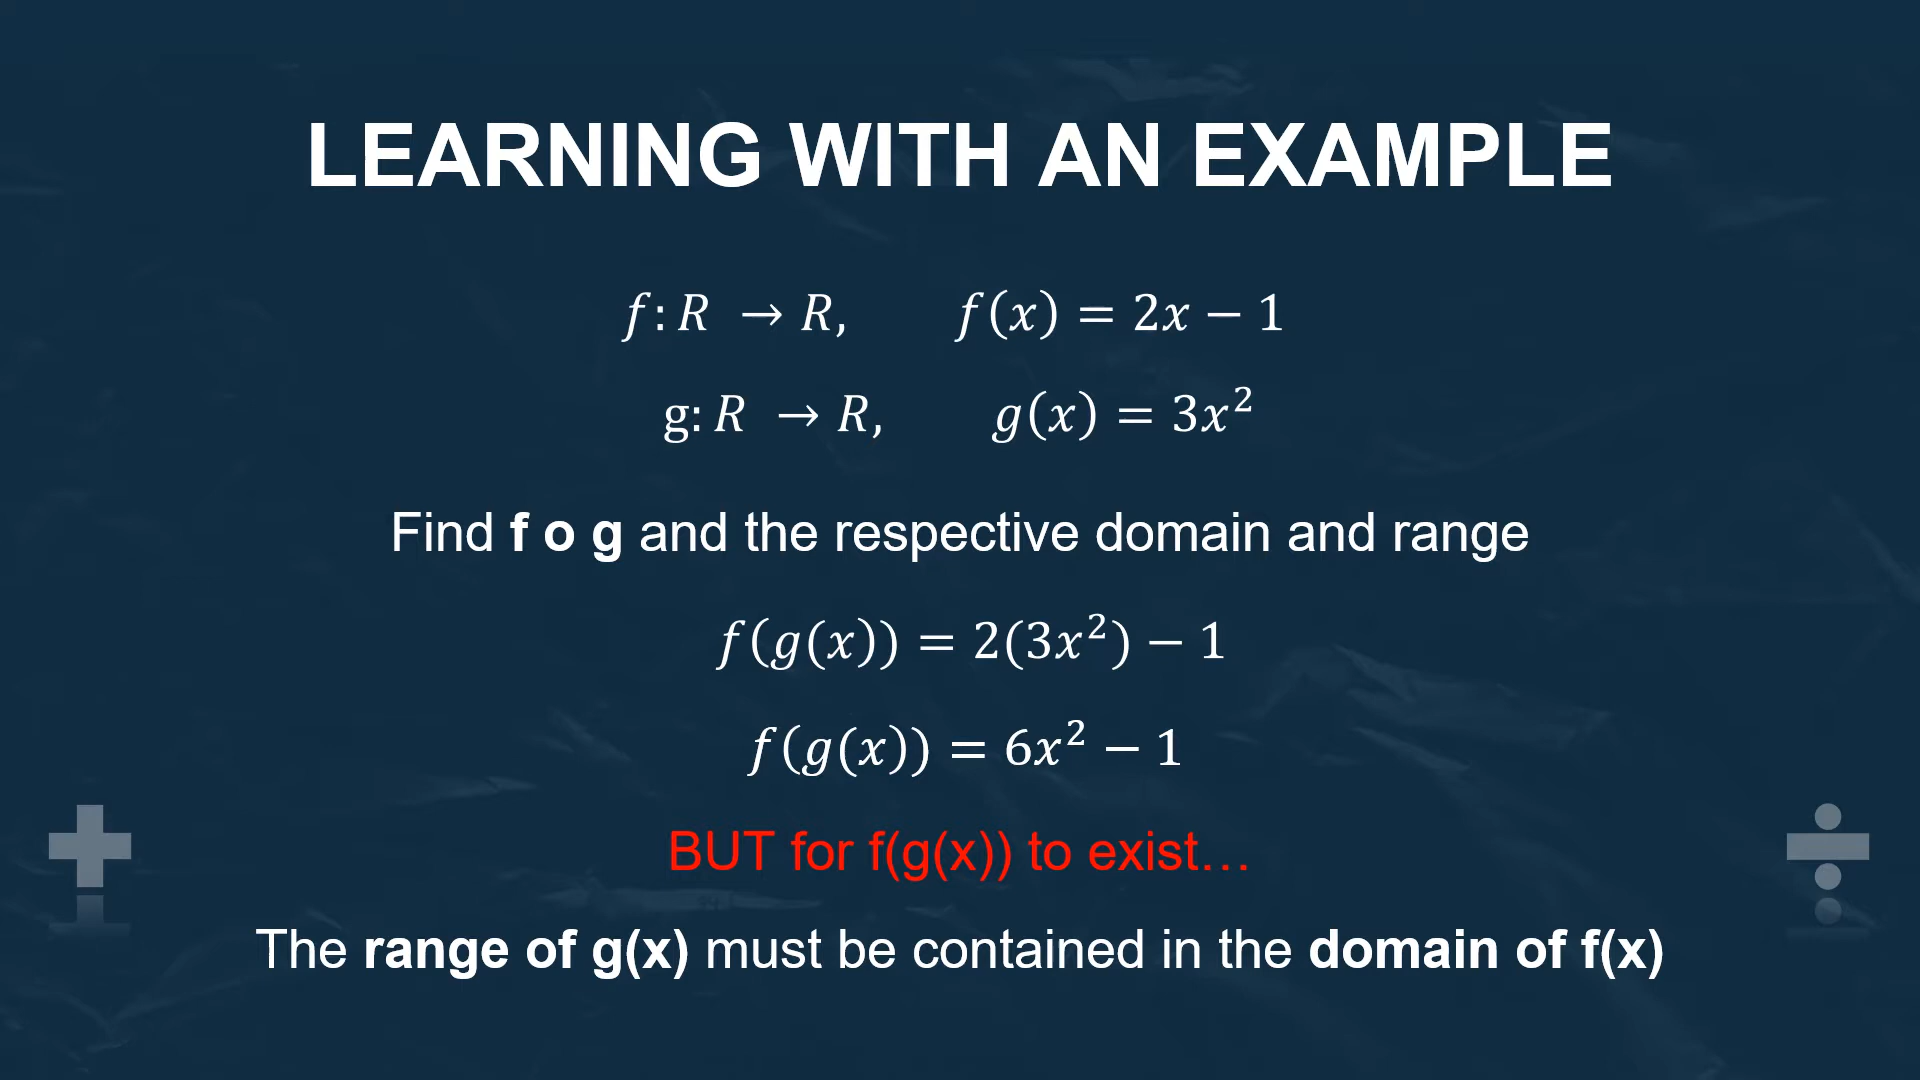 LEARNING WITH AN EXAMPLE
f: R → R, f(x) = 2x − 1
g: R → R, g(x) = 3x²
Find f o g and the respective domain and range
f(g(x)) = 2(3x²) − 1
f(g(x)) = 6x² − 1
BUT for f(g(x)) to exist…
The range of g(x) must be contained in the domain of f(x)